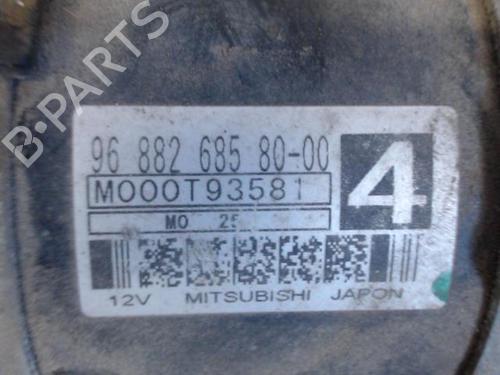 B-PARTS
96 882 685 80-00
M000T93581
4
MO 25
12V MITSUBISHI JAPON